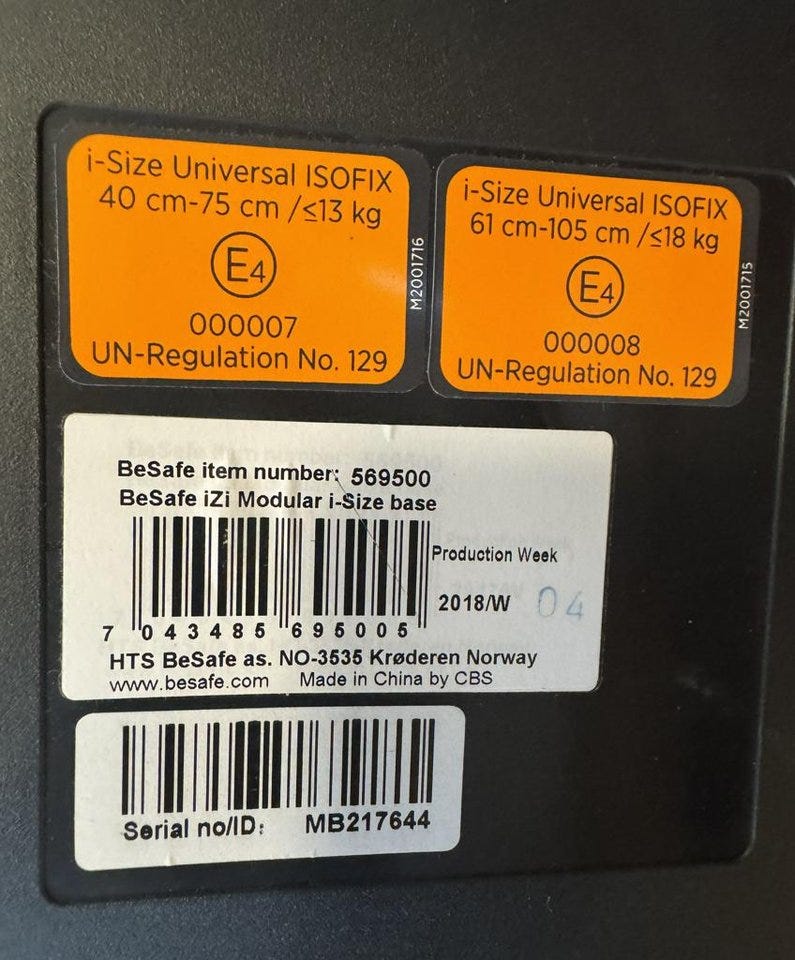 i-Size Universal ISOFIX
40 cm-75 cm /≤13 kg
E4
000007
UN-Regulation No. 129
M2001716
i-Size Universal ISOFIX
61 cm-105 cm /≤18 kg
E4
000008
UN-Regulation No. 129
M2001715
BeSafe item number: 569500
BeSafe iZi Modular i-Size base
Production Week
2018/W 04
7 043485 695005
HTS BeSafe as. NO-3535 Krøderen Norway
www.besafe.com Made in China by CBS
Serial no/ID: MB217644